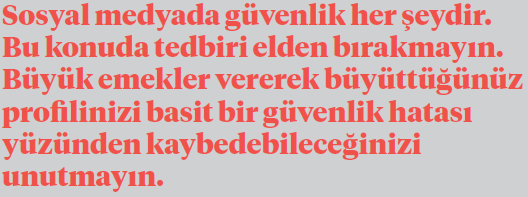 Sosyal medyada güvenlik her şeydir.
Bu konuda tedbiri elden bırakmayın.
Büyük emekler vererek büyüttüğünüz
profilinizi basit bir güvenlik hatası
yüzünden kaybedebileceğinizi
unutmayın.